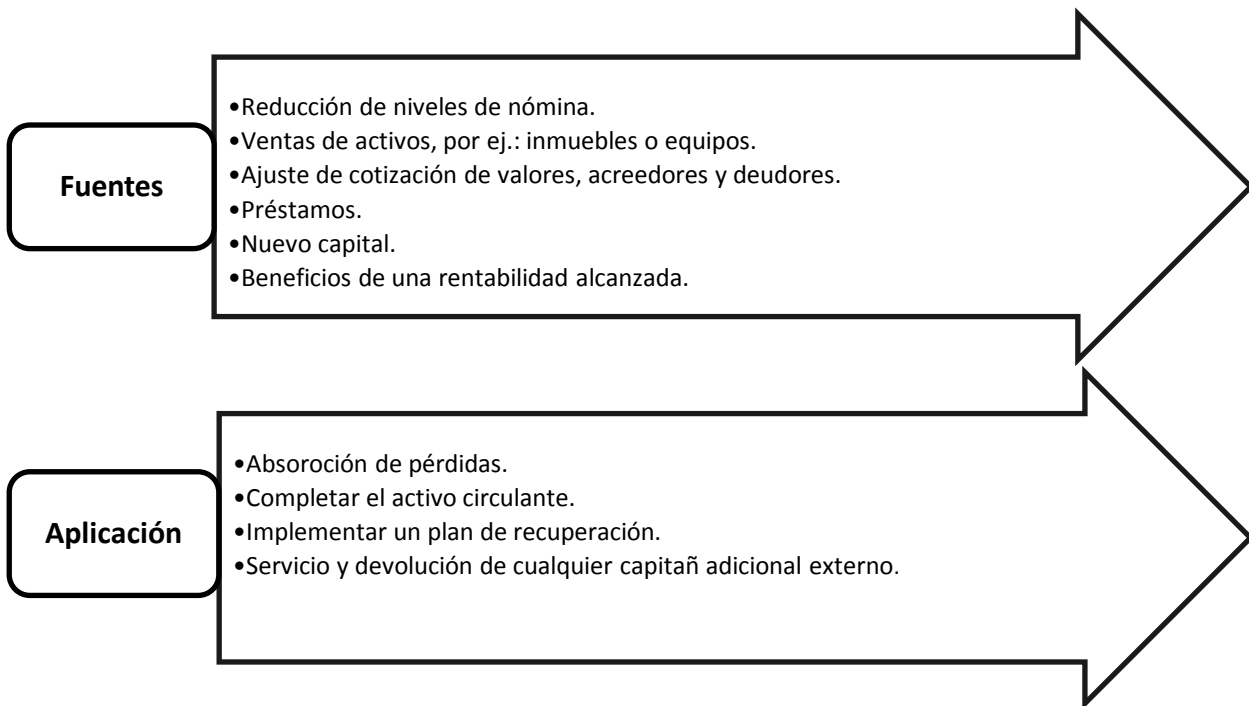 Fuentes
•Reducción de niveles de nómina.
•Ventas de activos, por ej.: inmuebles o equipos.
•Ajuste de cotización de valores, acreedores y deudores.
•Préstamos.
•Nuevo capital.
•Beneficios de una rentabilidad alcanzada.
Aplicación
•Absoroción de pérdidas.
•Completar el activo circulante.
•Implementar un plan de recuperación.
•Servicio y devolución de cualquier capitañ adicional externo.